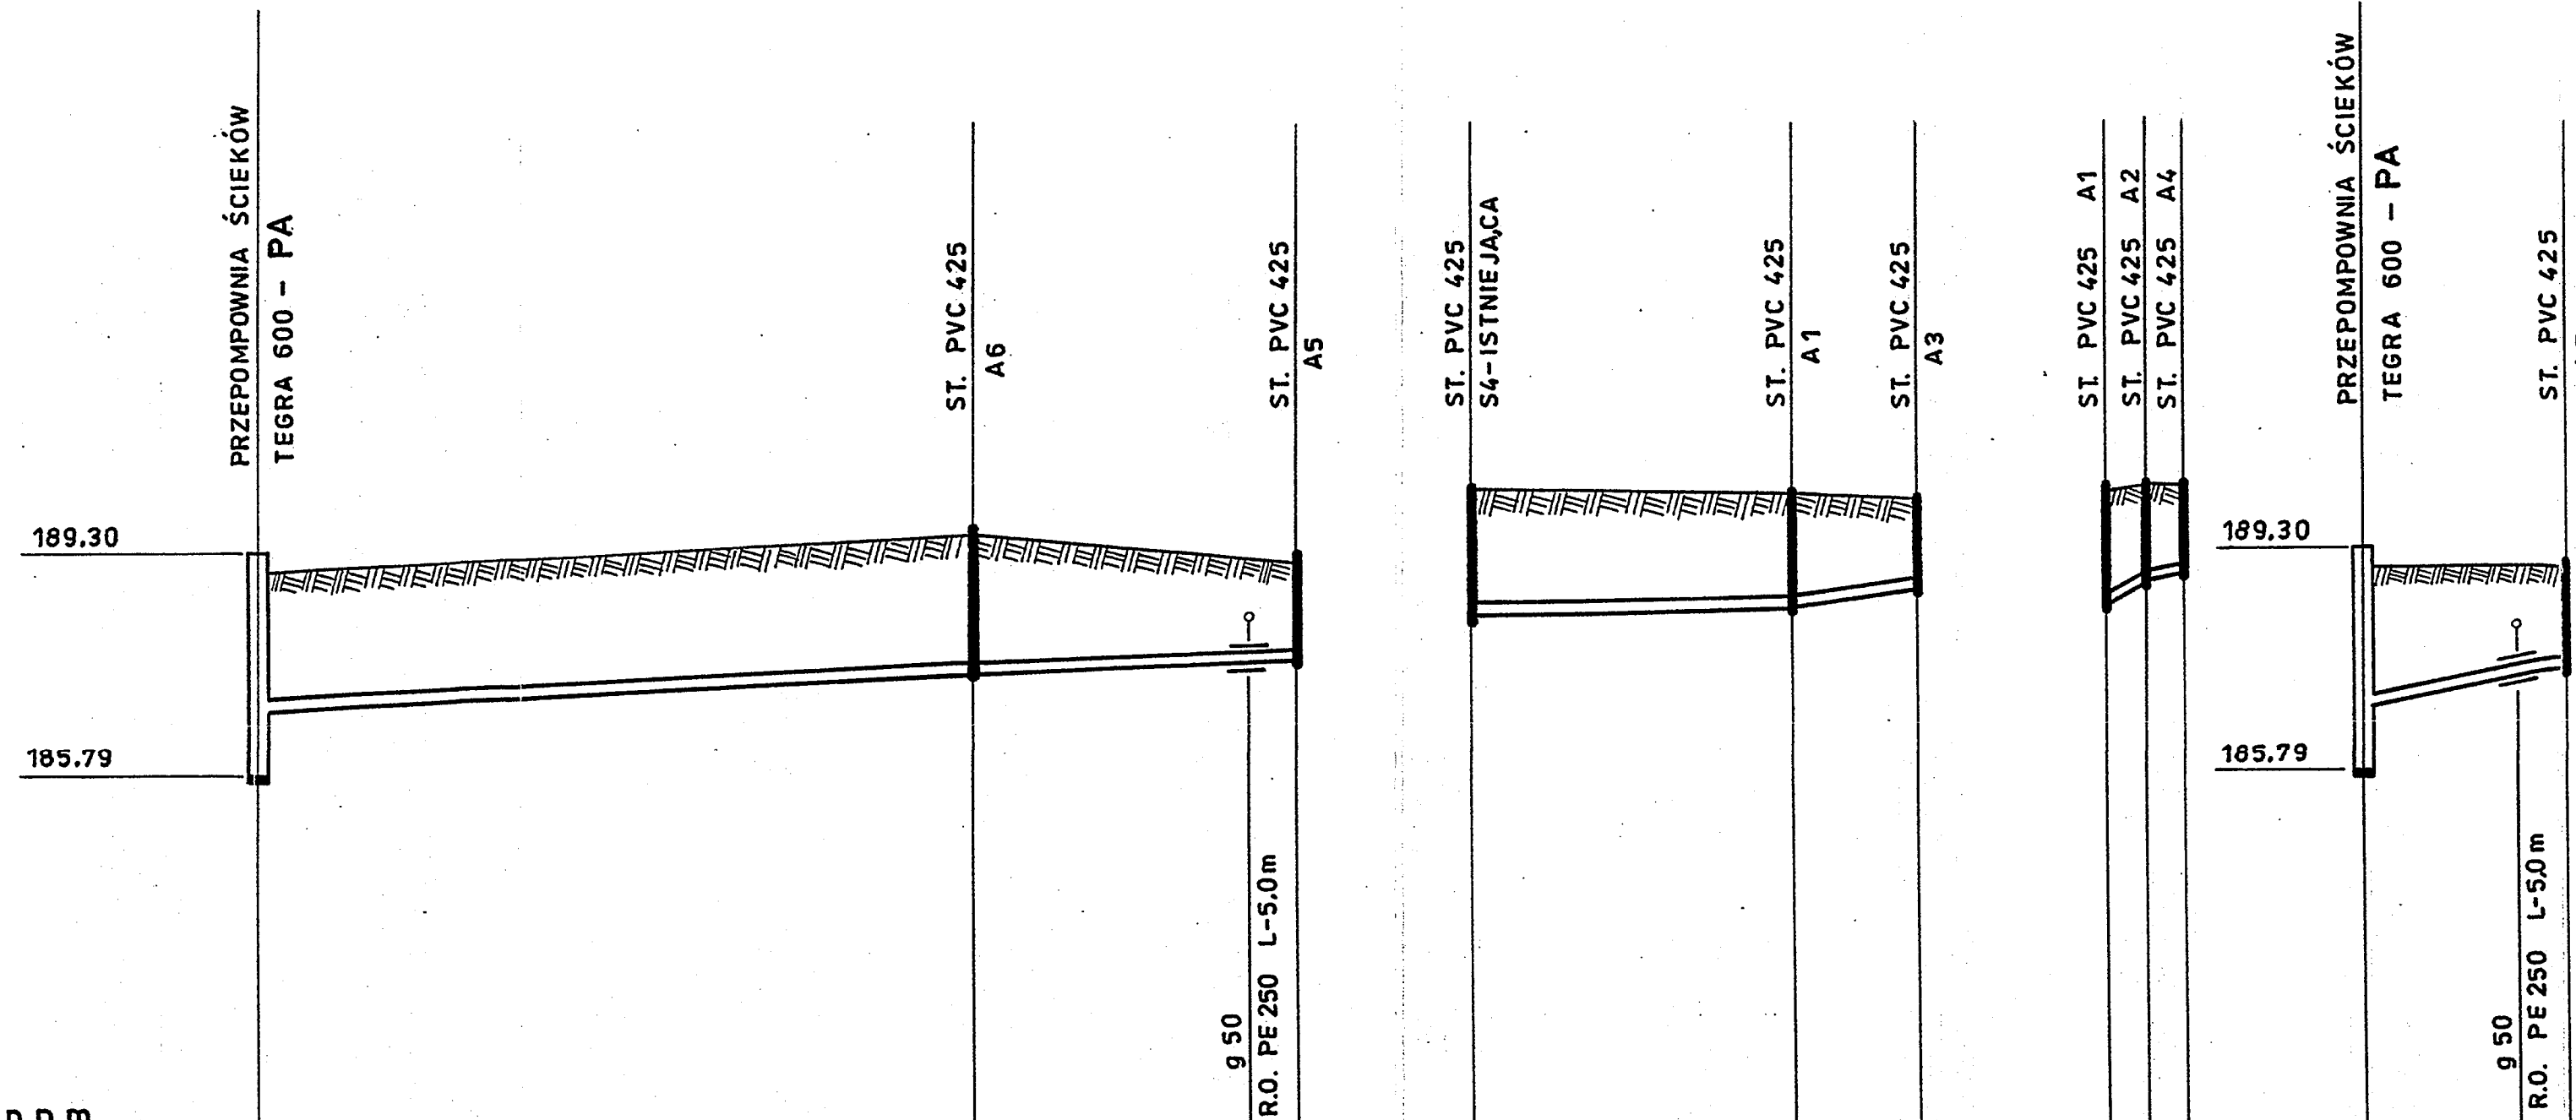 PRZEPOMPOWNIA ŚCIEKÓW
TEGRA 600 - PA
189.30
185.79
ST. PVC 425
A6
ST. PVC 425
A5
g 50
R.O. PE 250 L-5.0m
ST. PVC 425
S4-ISTNIEJĄCA
ST. PVC 425
A1
ST. PVC 425
A3
ST. PVC 425 A1
ST. PVC 425 A2
ST. PVC 425 A4
PRZEPOMPOWNIA ŚCIEKÓW
TEGRA 600 - PA
189.30
185.79
ST. PVC 425
g 50
R.O. PE 250 L-5.0m